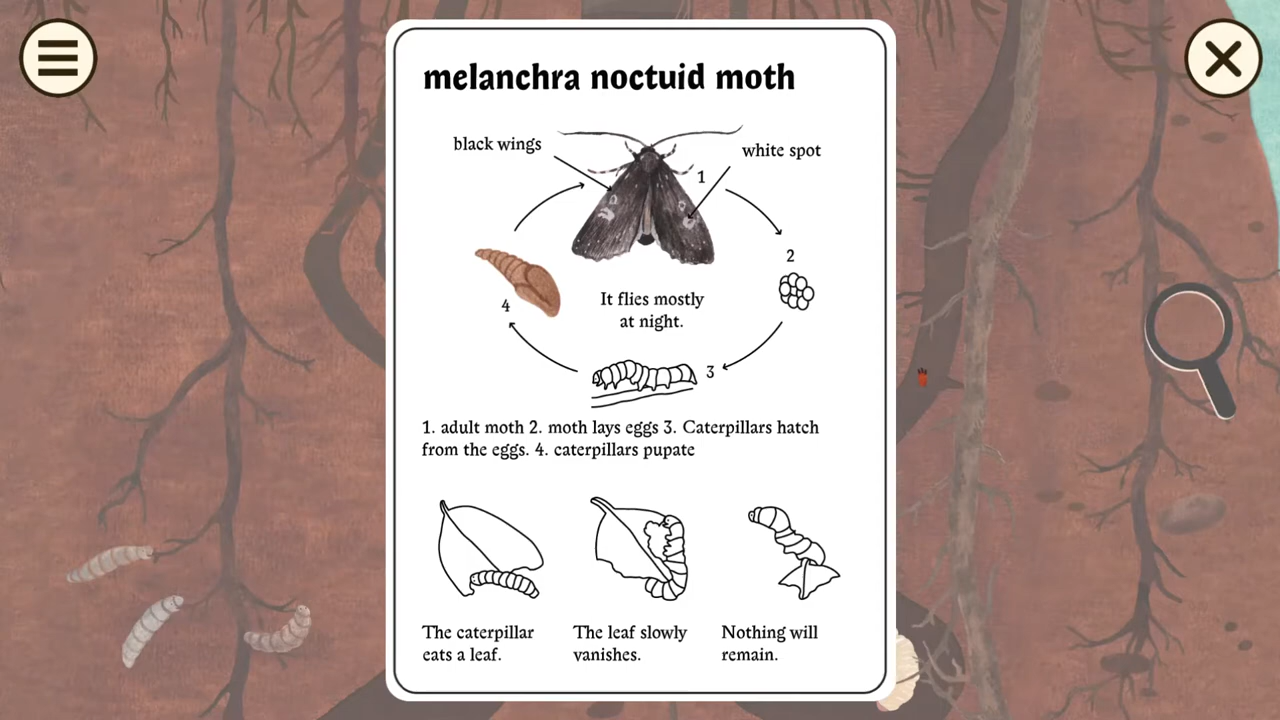 melanchra noctuid moth
black wings
white spot
1
2
4
It flies mostly
at night.
3
1. adult moth 2. moth lays eggs 3. Caterpillars hatch
from the eggs. 4. caterpillars pupate
The caterpillar
eats a leaf.
The leaf slowly
vanishes.
Nothing will
remain.